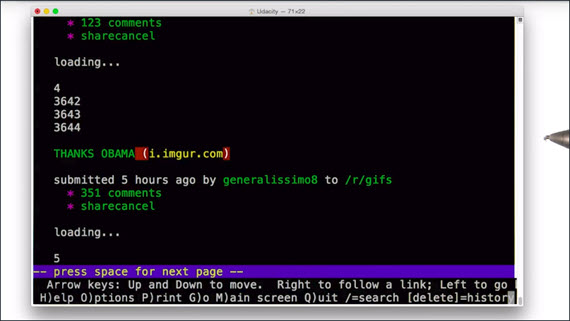 Udacity — 71×22
* 123 comments
* sharecancel
loading...
4
3642
3643
3644
THANKS OBAMA (i.imgur.com)
submitted 5 hours ago by generalissimo8 to /r/gifs
* 351 comments
* sharecancel
loading...
5
-- press space for next page --
Arrow keys: Up and Down to move.  Right to follow a link; Left to go
H)elp O)ptions P)rint G)o M)ain screen Q)uit /=search [delete]=history